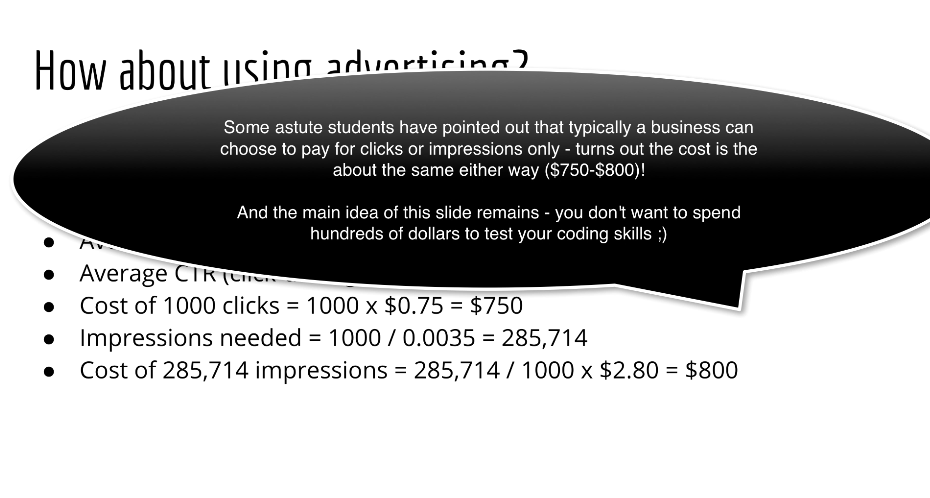 How about using advertising?
Some astute students have pointed out that typically a business can
choose to pay for clicks or impressions only - turns out the cost is the
about the same either way ($750-$800)!
And the main idea of this slide remains - you don't want to spend
hundreds of dollars to test your coding skills ;)
● Average CTR (click
● Cost of 1000 clicks = 1000 x $0.75 = $750
● Impressions needed = 1000 / 0.0035 = 285,714
● Cost of 285,714 impressions = 285,714 / 1000 x $2.80 = $800